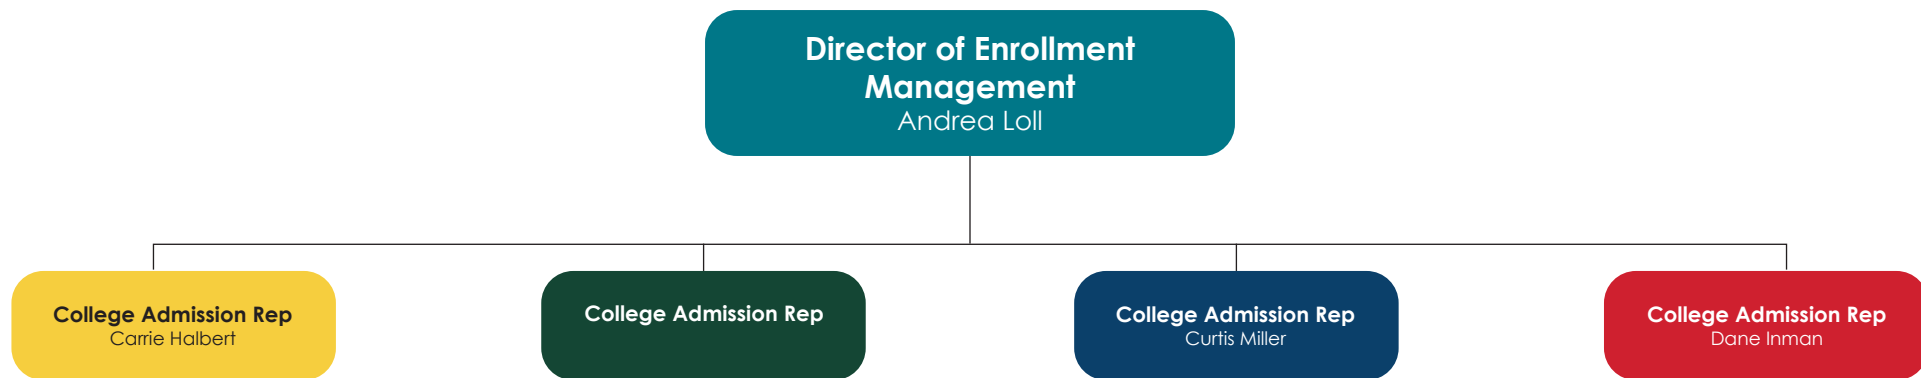 Director of Enrollment
Management
Andrea Loll
College Admission Rep
Carrie Halbert
College Admission Rep
College Admission Rep
Curtis Miller
College Admission Rep
Dane Inman